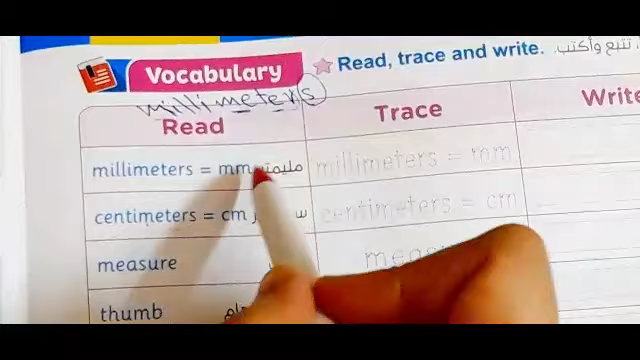 Vocabulary
Read, trace and write.
تتبع وأكتب.
millimeters
Read
Trace
Write
millimeters = mm
millimeters = mm
centimeters = cm
centimeters = cm
measure
thumb